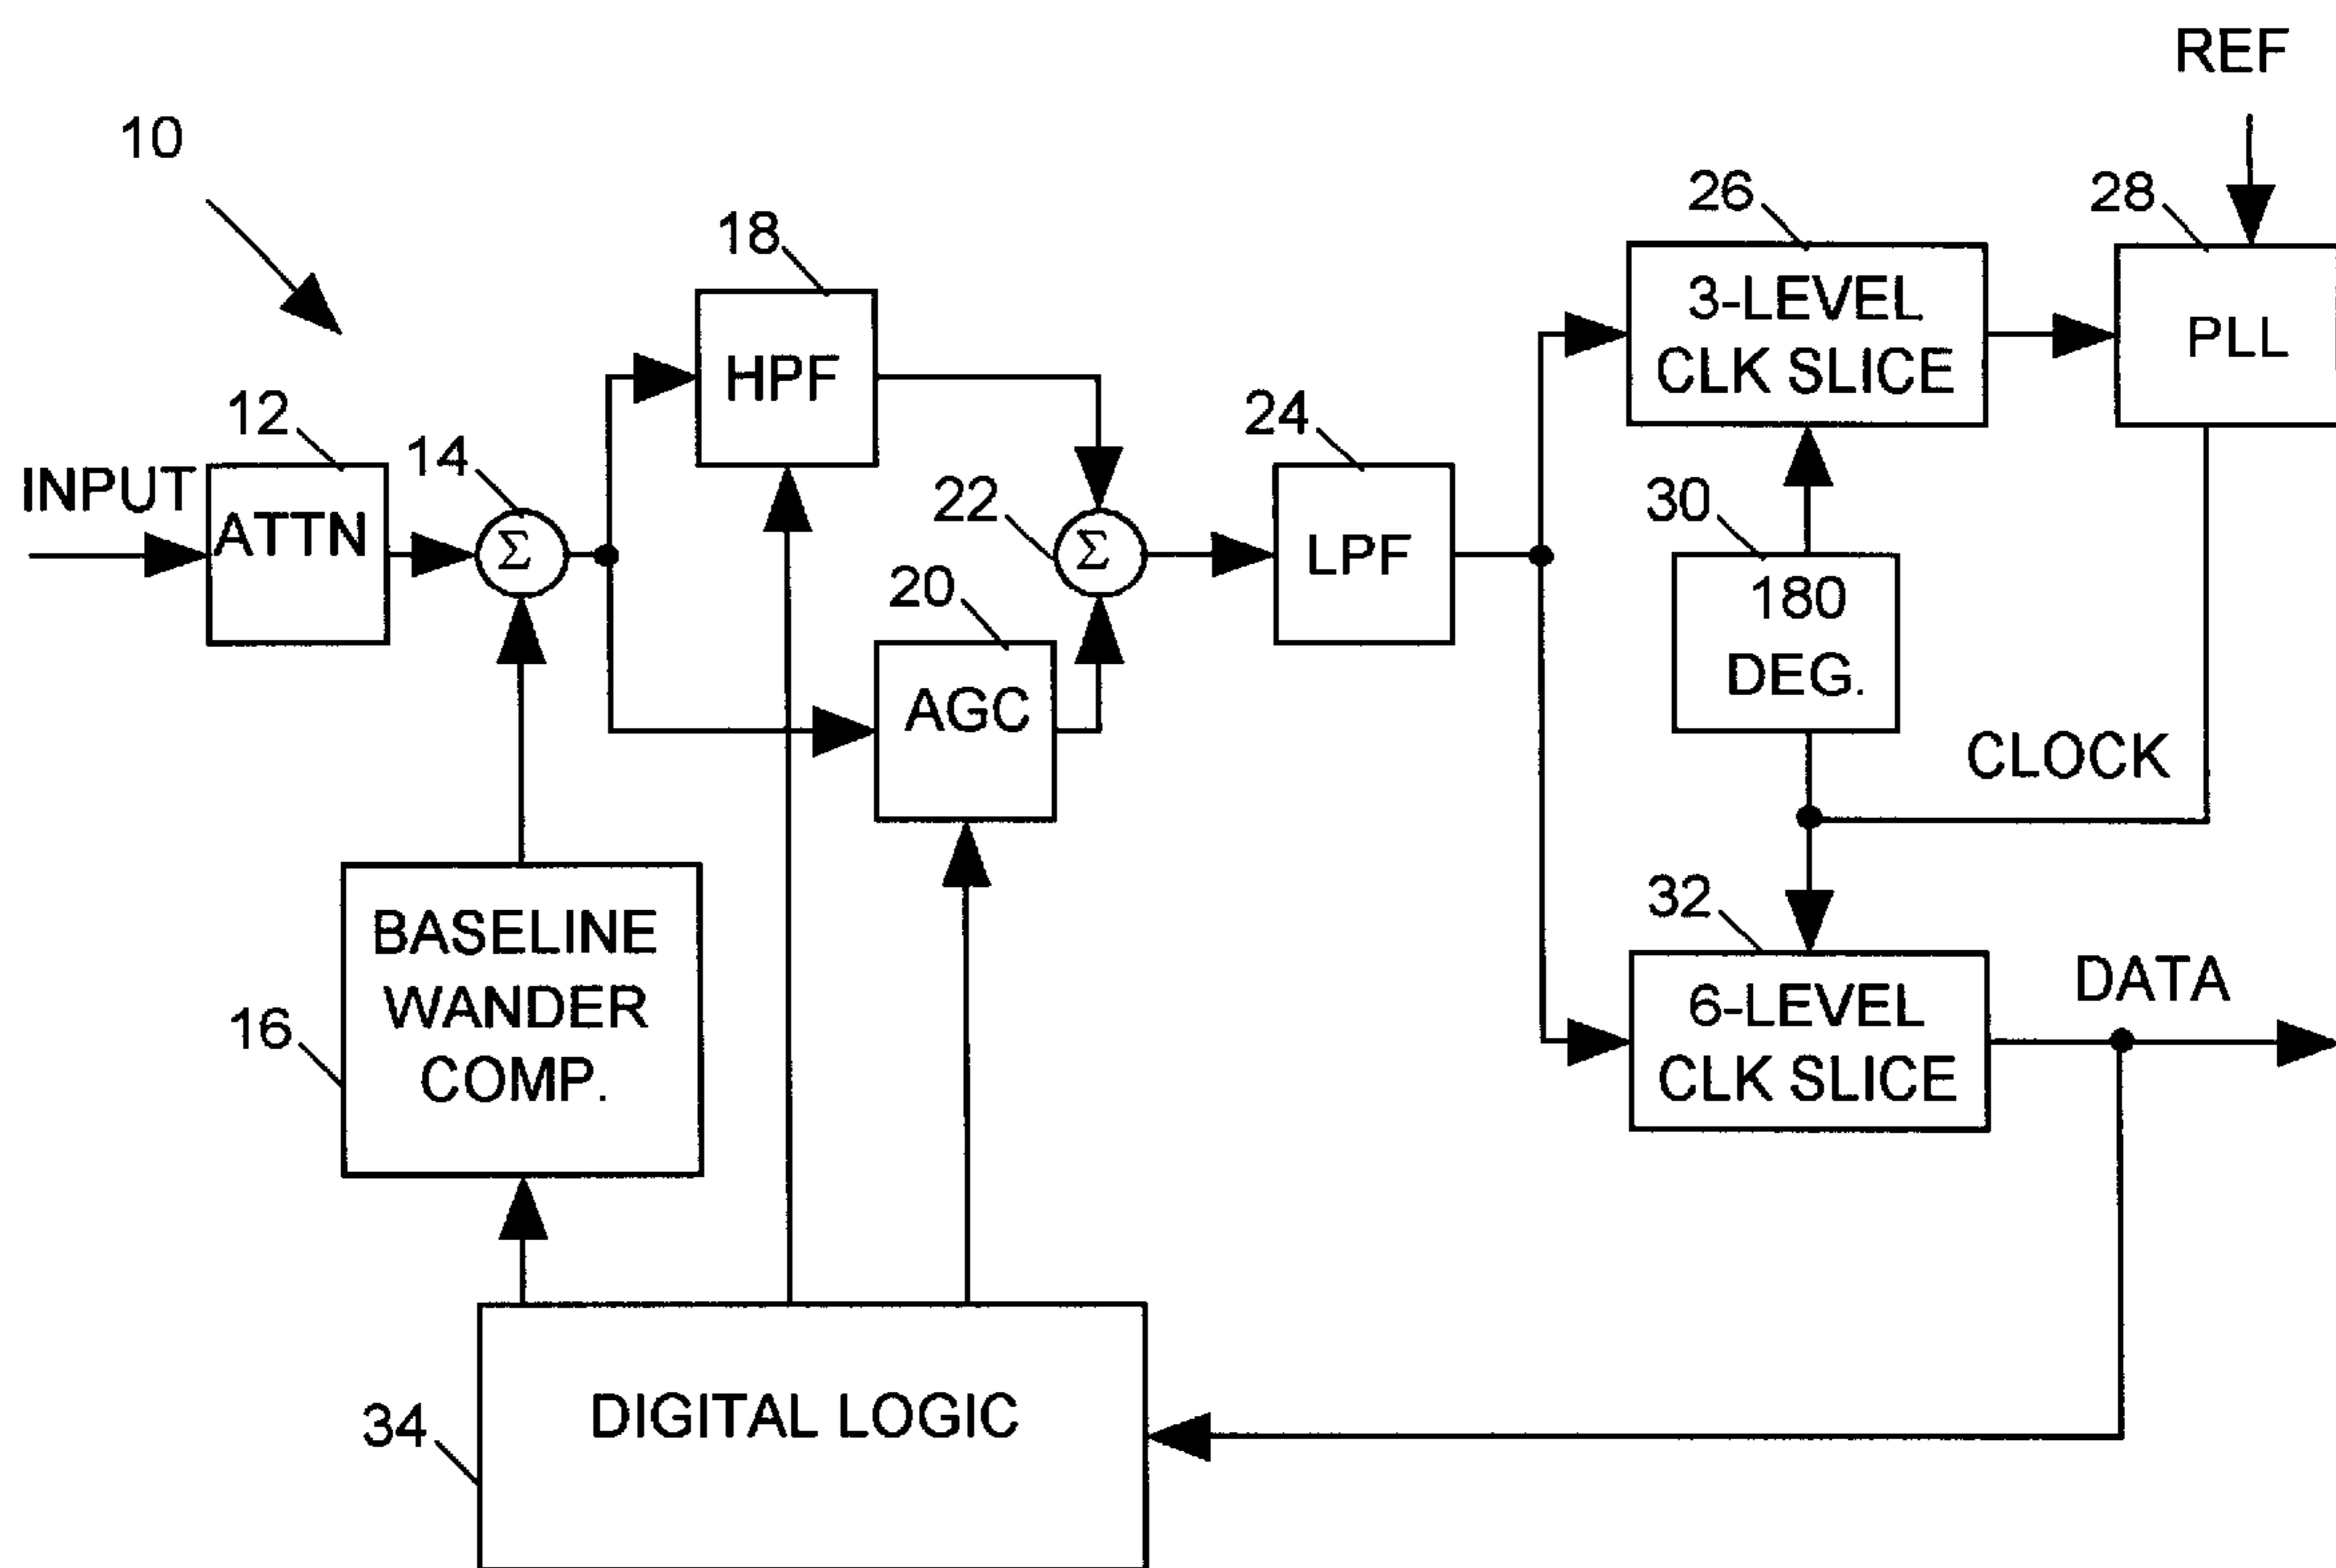 REF
10
26
28
18
3-LEVEL
CLK SLICE
PLL
HPF
12
14
24
INPUT
ATTN
Σ
22
Σ
LPF
30
180
DEG.
20
AGC
CLOCK
BASELINE
WANDER
COMP.
16
32
6-LEVEL
CLK SLICE
DATA
DIGITAL LOGIC
34